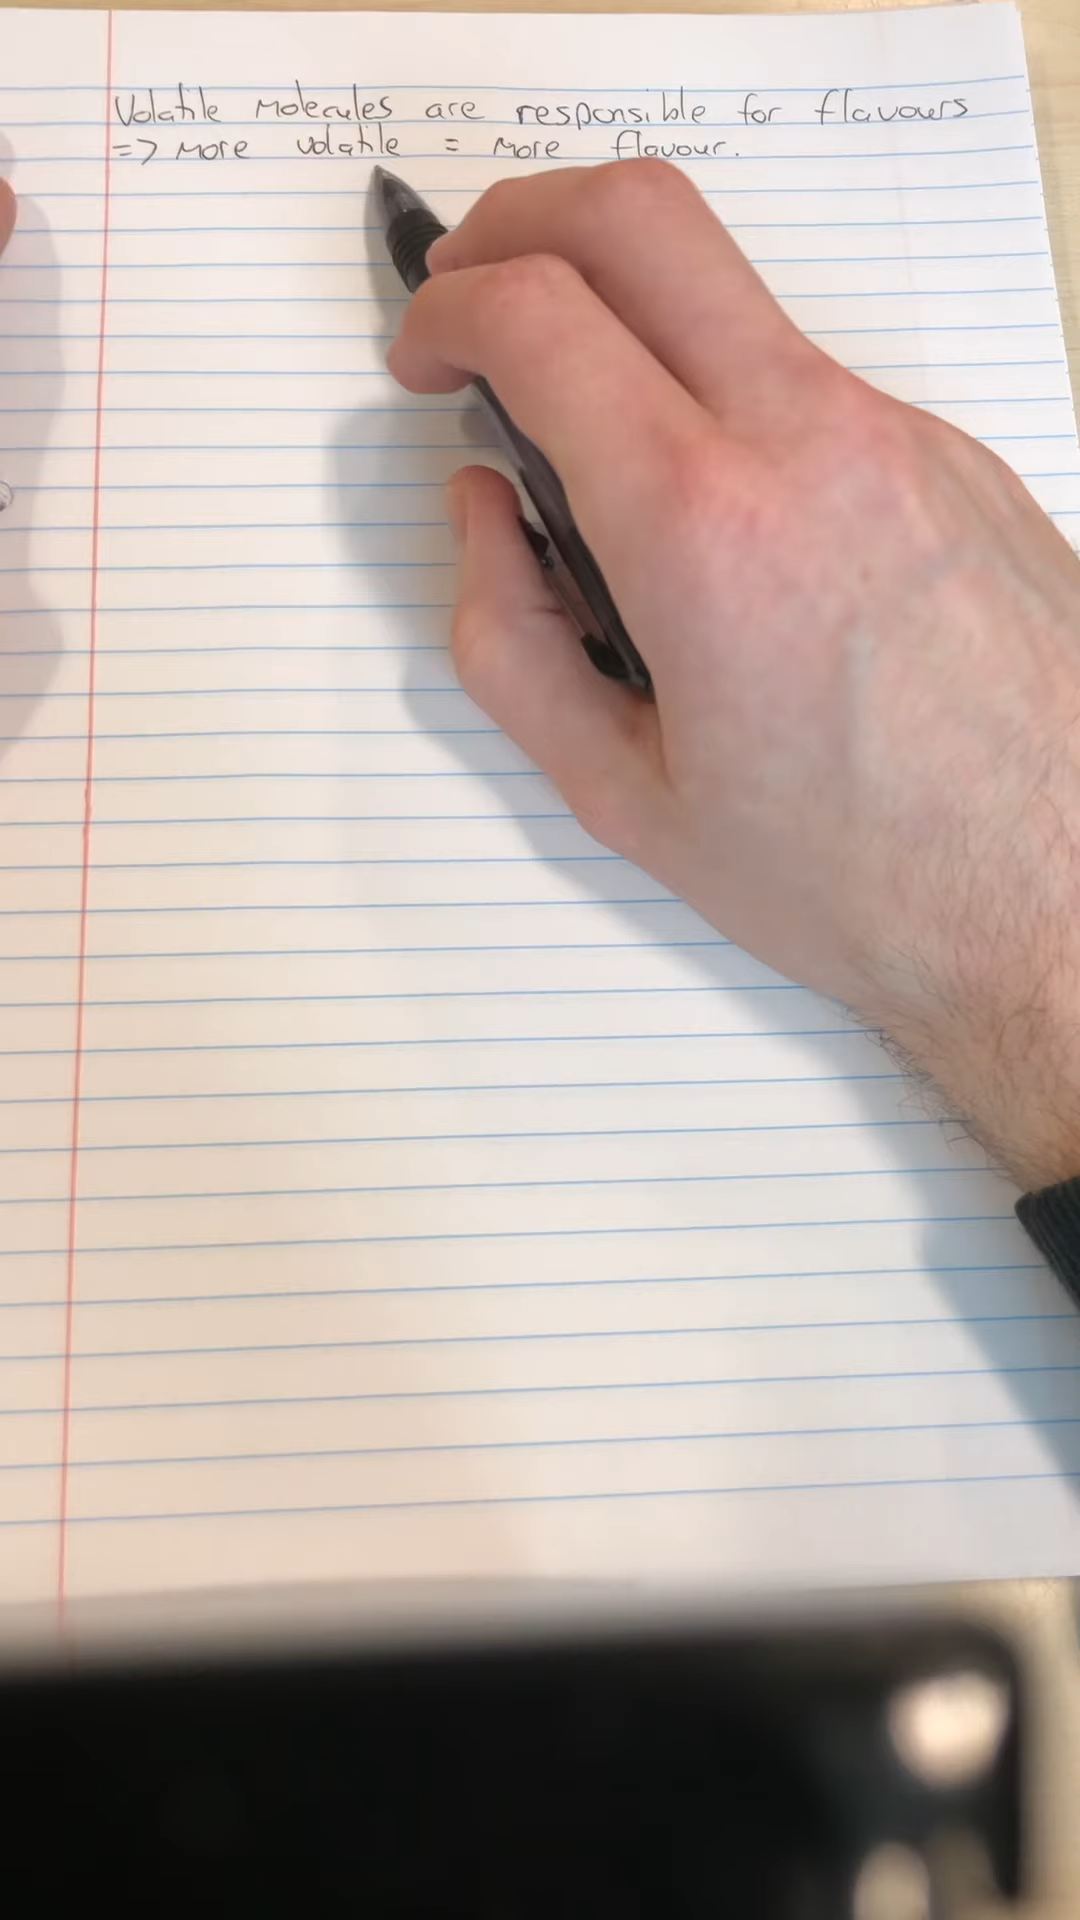 Volatile molecules are responsible for flavours
=> more volatile = more flavour.